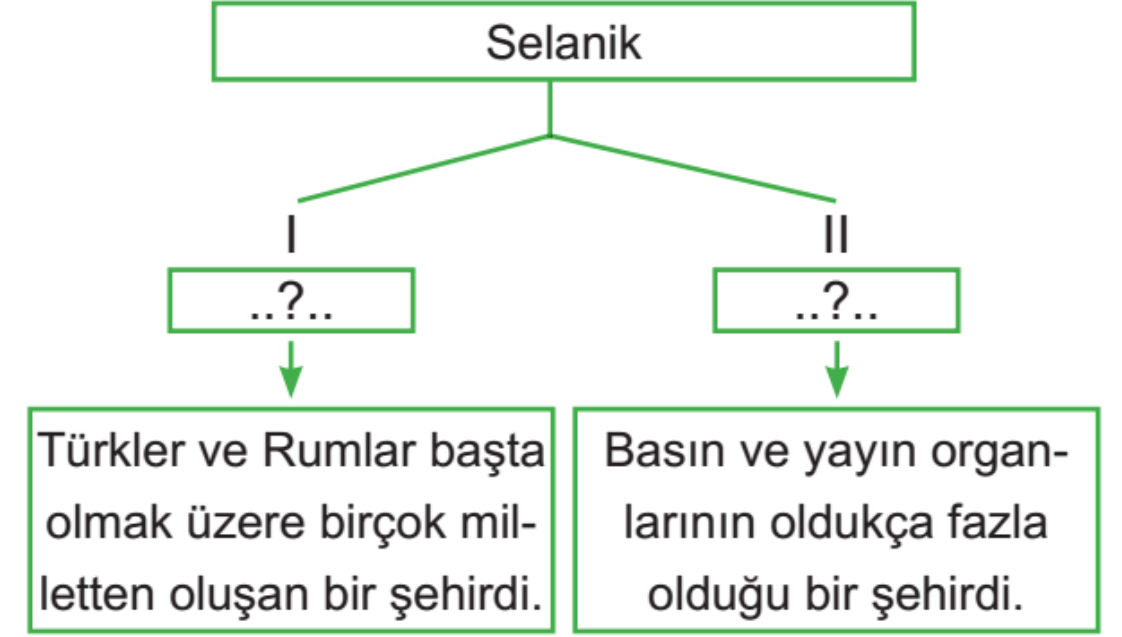 Selanik
I
II
..?..
..?..
Türkler ve Rumlar başta
olmak üzere birçok mil-
letten oluşan bir şehirdi.
Basın ve yayın organ-
larının oldukça fazla
olduğu bir şehirdi.